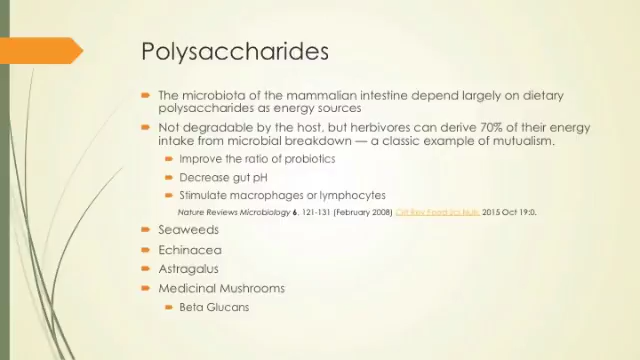 Polysaccharides
The microbiota of the mammalian intestine depend largely on dietary
polysaccharides as energy sources
Not degradable by the host, but herbivores can derive 70% of their energy
intake from microbial breakdown — a classic example of mutualism.
Improve the ratio of probiotics
Decrease gut pH
Stimulate macrophages or lymphocytes
Nature Reviews Microbiology 6, 121-131 (February 2008) Crit Rev Food Sci Nutr. 2015 Oct 19:0.
Seaweeds
Echinacea
Astragalus
Medicinal Mushrooms
Beta Glucans